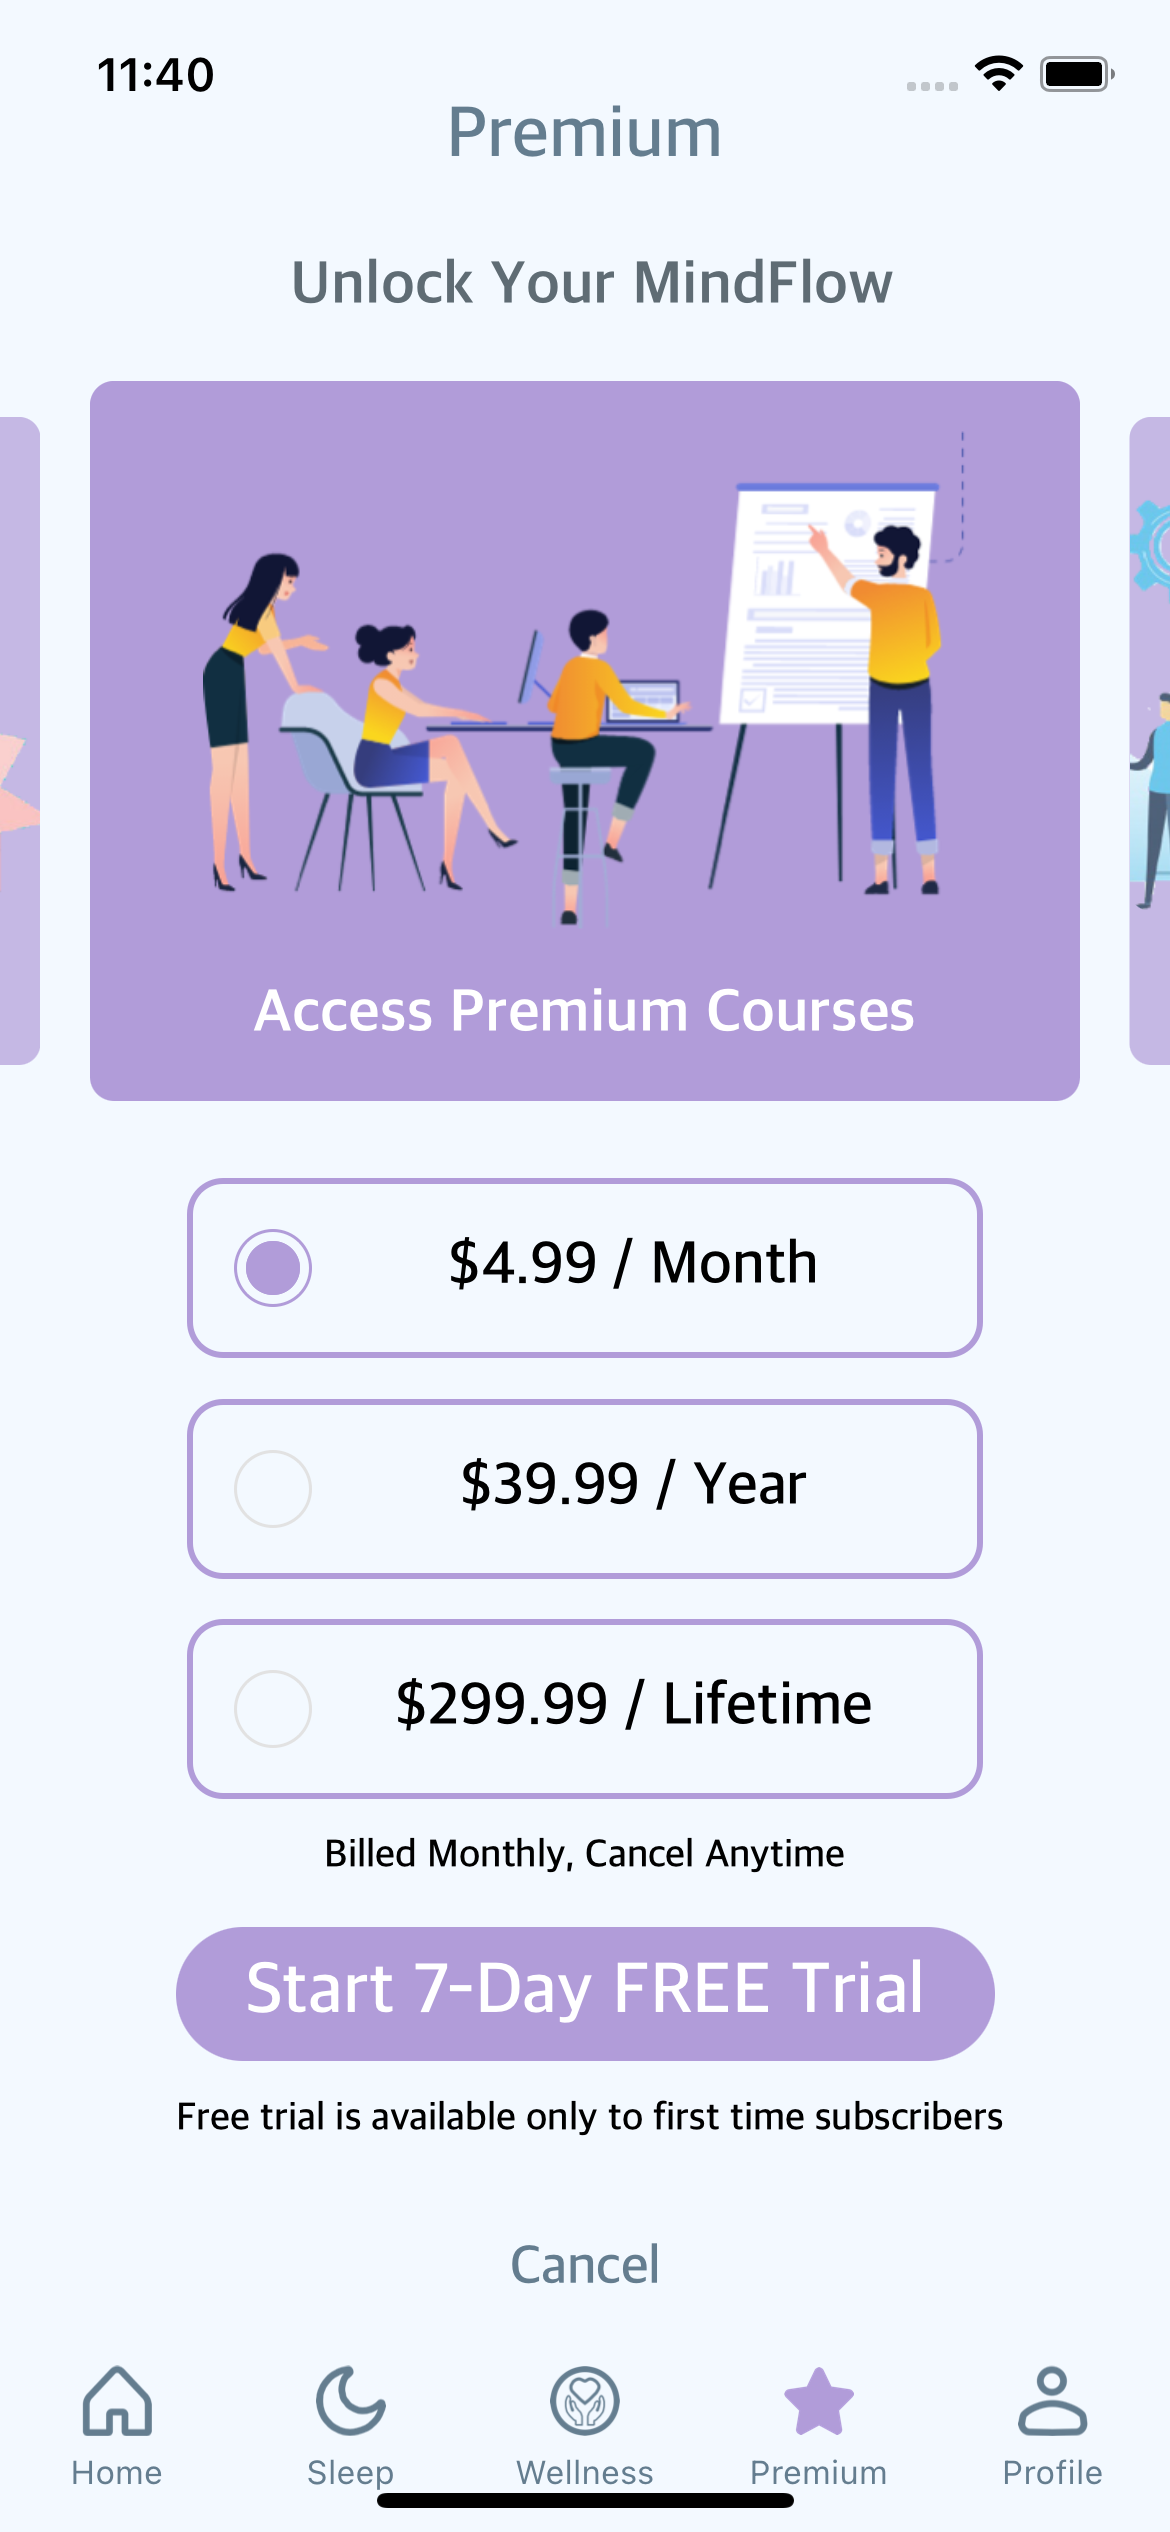 11:40
Premium
Unlock Your MindFlow
Access Premium Courses
$4.99 / Month
$39.99 / Year
$299.99 / Lifetime
Billed Monthly, Cancel Anytime
Start 7-Day FREE Trial
Free trial is available only to first time subscribers
Cancel
Home
Sleep
Wellness
Premium
Profile